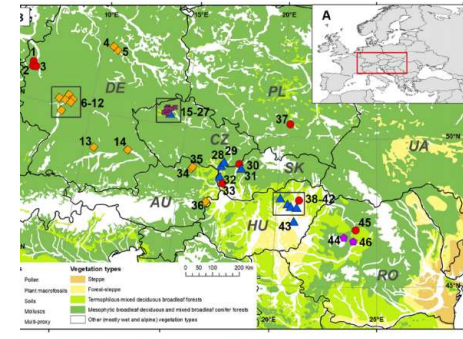 10°E
15°E
20°E
A
B
1
2
3
4
5
DE
6-12
15-27
PL
37
13
14
CZ
28
29
30
31
35
34
32
33
SK
UA
AU
36
38-42
HU
43
45
44
46
RO
50°N
45°N
0
50
100
200 Km
20°E
25°E
Pollen
Plant macrofossils
Soils
Molluscs
Multi-proxy
Vegetation types
Steppe
Forest-steppe
Termophilous mixed deciduous broadleaf forests
Mesophytic broadleaf deciduous and mixed broadleaf conifer forests
Other (mostly wet and alpine) vegetation types